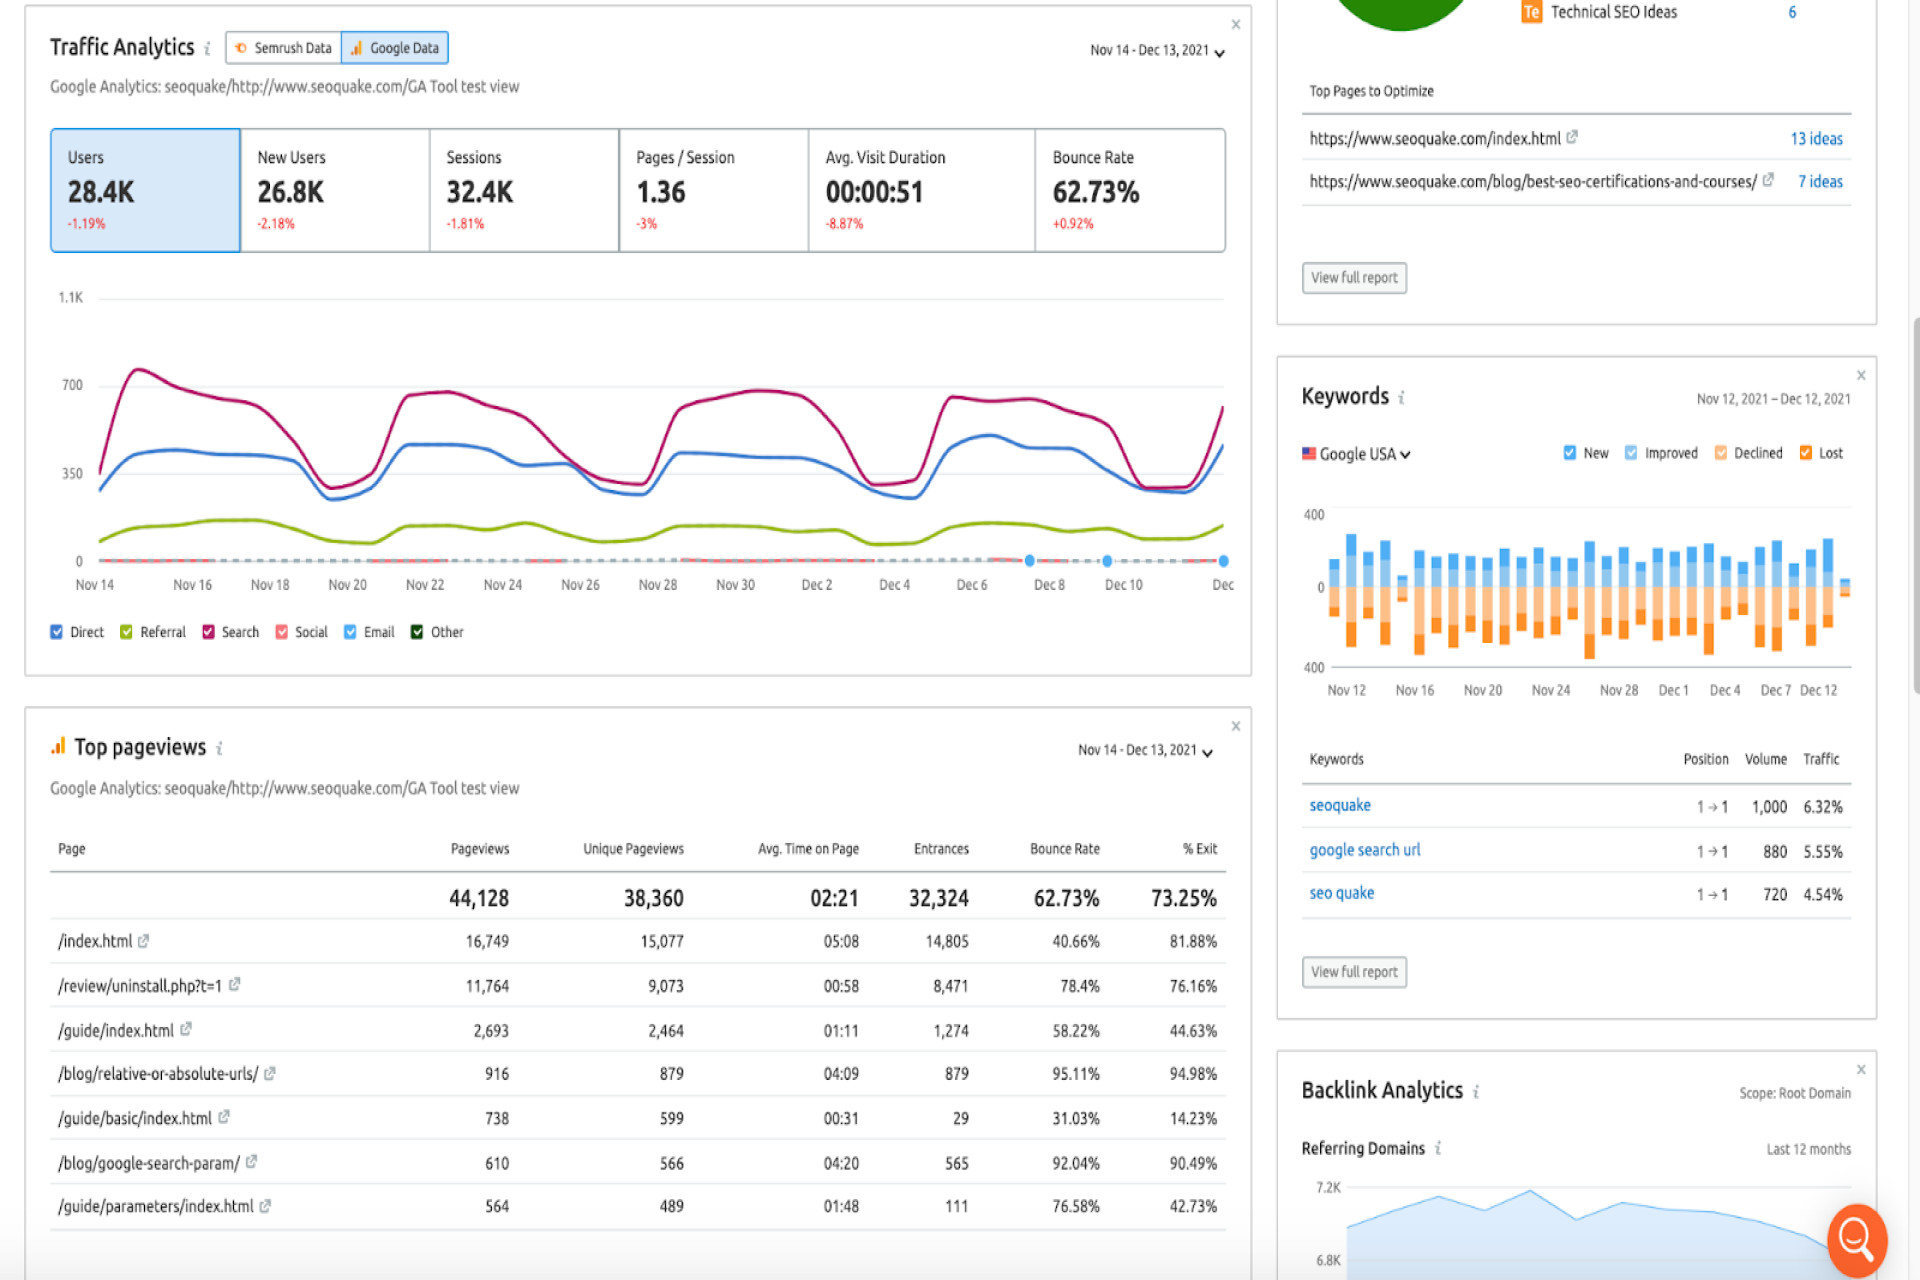 Traffic Analytics i Semrush Data Google Data
Nov 14 - Dec 13, 2021
Google Analytics: seoquake/http://www.seoquake.com/GA Tool test view
Users New Users Sessions Pages / Session Avg. Visit Duration Bounce Rate
28.4K 26.8K 32.4K 1.36 00:00:51 62.73%
-1.19% -2.18% -1.81% -3% -8.87% +0.92%
1.1K
700
350
0
Nov 14 Nov 16 Nov 18 Nov 20 Nov 22 Nov 24 Nov 26 Nov 28 Nov 30 Dec 2 Dec 4 Dec 6 Dec 8 Dec 10 Dec
Direct Referral Search Social Email Other
Top pageviews i
Nov 14 - Dec 13, 2021
Google Analytics: seoquake/http://www.seoquake.com/GA Tool test view
Page Pageviews Unique Pageviews Avg. Time on Page Entrances Bounce Rate % Exit
44,128 38,360 02:21 32,324 62.73% 73.25%
/index.html 16,749 15,077 05:08 14,805 40.66% 81.88%
/review/uninstall.php?t=1 11,764 9,073 00:58 8,471 78.4% 76.16%
/guide/index.html 2,693 2,464 01:11 1,274 58.22% 44.63%
/blog/relative-or-absolute-urls/ 916 879 04:09 879 95.11% 94.98%
/guide/basic/index.html 738 599 00:31 29 31.03% 14.23%
/blog/google-search-param/ 610 566 04:20 565 92.04% 90.49%
/guide/parameters/index.html 564 489 01:48 111 76.58% 42.73%
Te Technical SEO Ideas 6
Top Pages to Optimize
https://www.seoquake.com/index.html 13 ideas
https://www.seoquake.com/blog/best-seo-certifications-and-courses/ 7 ideas
View full report
Keywords i
Nov 12, 2021 – Dec 12, 2021
Google USA New Improved Declined Lost
400
0
400
Nov 12 Nov 16 Nov 20 Nov 24 Nov 28 Dec 1 Dec 4 Dec 7 Dec 12
Keywords Position Volume Traffic
seoquake 1 → 1 1,000 6.32%
google search url 1 → 1 880 5.55%
seo quake 1 → 1 720 4.54%
View full report
Backlink Analytics i
Scope: Root Domain
Referring Domains i
Last 12 months
7.2K
6.8K